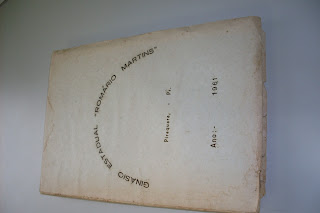 GINÁSIO ESTADUAL "ROMÁRIO MARTINS"
Piraquara, - P.
Ano:- 1961